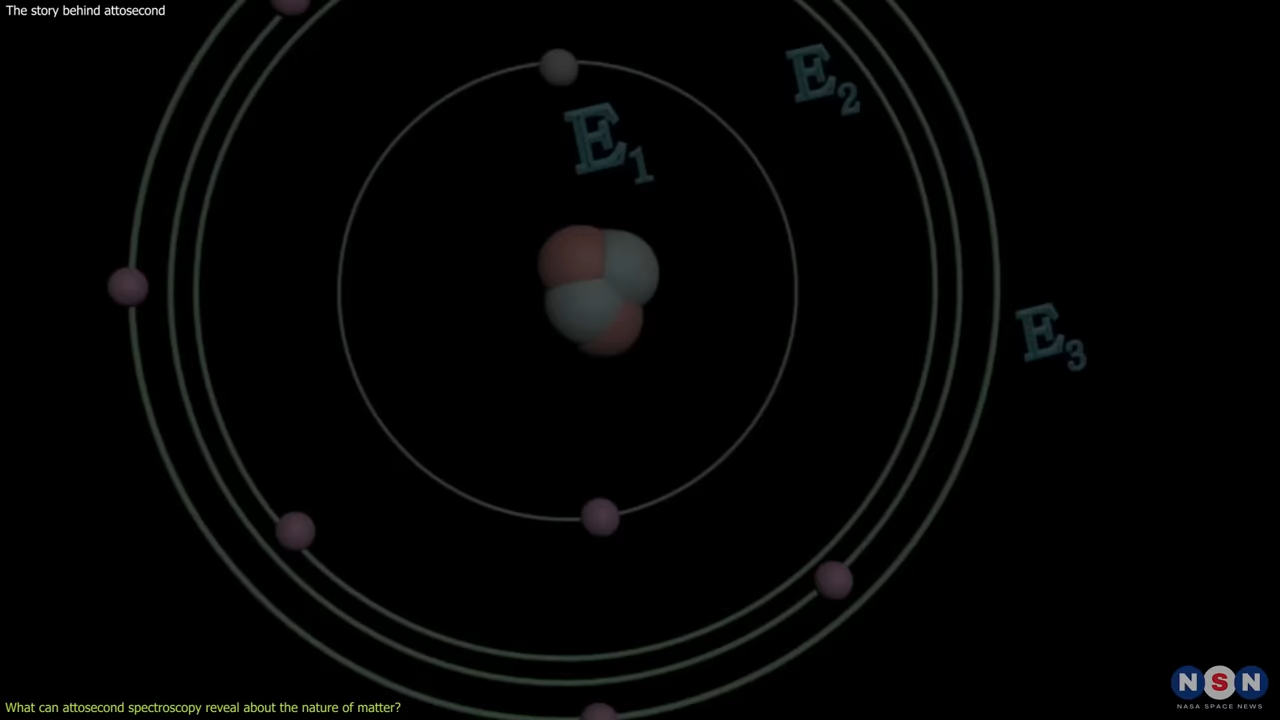 The story behind attosecond
E2
E1
E3
What can attosecond spectroscopy reveal about the nature of matter?
NSN
NASA SPACE NEWS